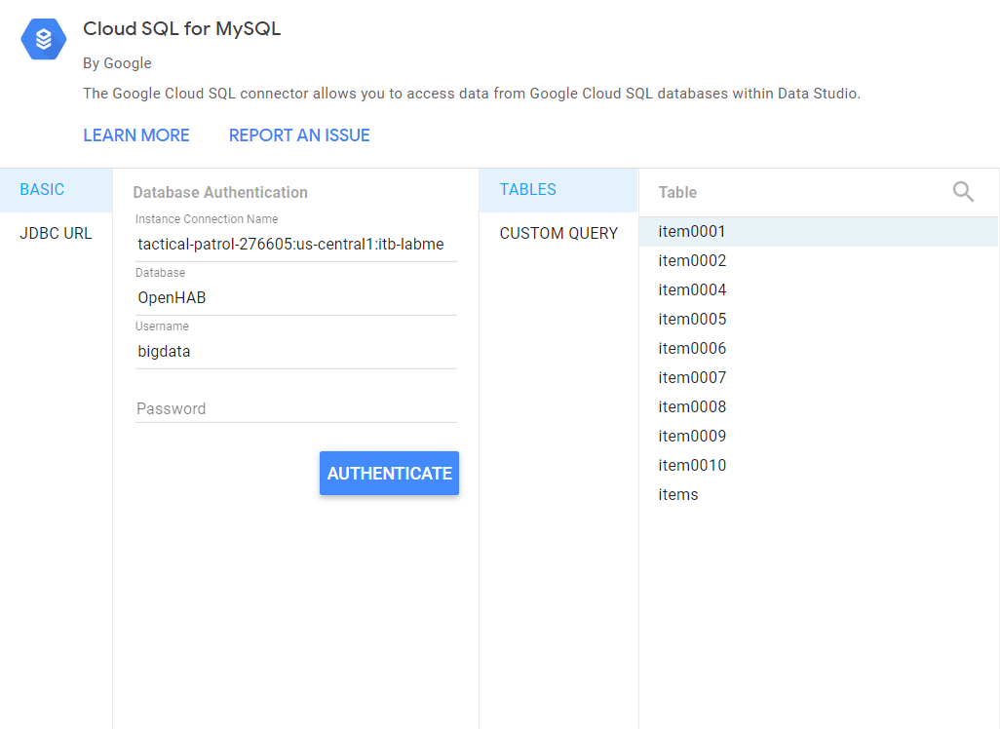 Cloud SQL for MySQL
By Google
The Google Cloud SQL connector allows you to access data from Google Cloud SQL databases within Data Studio.
LEARN MORE
REPORT AN ISSUE
BASIC
JDBC URL
Database Authentication
Instance Connection Name
tactical-patrol-276605:us-central1:itb-labme
Database
OpenHAB
Username
bigdata
Password
AUTHENTICATE
TABLES
CUSTOM QUERY
Table
item0001
item0002
item0004
item0005
item0006
item0007
item0008
item0009
item0010
items